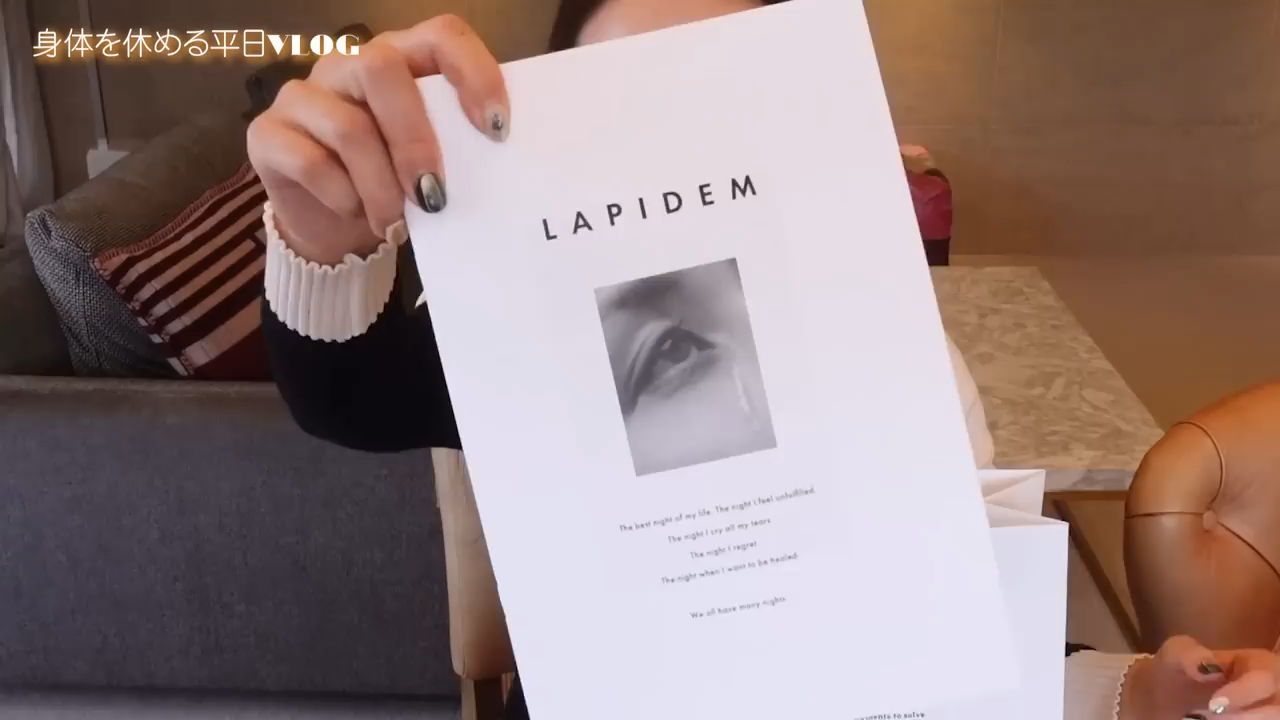 身体を休める平日VLOG
LAPIDEM
The best night of my life. The night I feel unfulfilled.
The night I cry all my tears.
The night I regret.
The night when I want to be healed.
We all have many nights
to solve